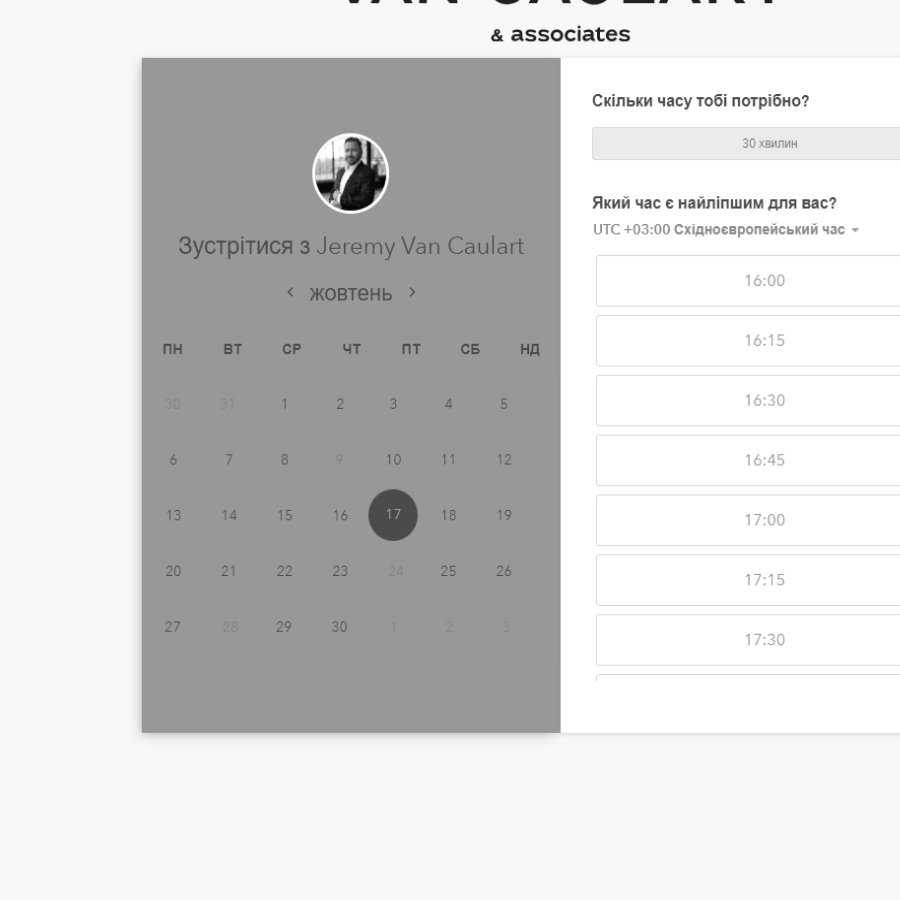 VAN CAULART
& associates
Зустрітися з Jeremy Van Caulart
жовтень
ПН ВТ СР ЧТ ПТ СБ НД
30 31 1 2 3 4 5
6 7 8 9 10 11 12
13 14 15 16 17 18 19
20 21 22 23 24 25 26
27 28 29 30 1 2 3
Скільки часу тобі потрібно?
30 хвилин
Який час є найліпшим для вас?
UTC +03:00 Східноєвропейський час
16:00
16:15
16:30
16:45
17:00
17:15
17:30